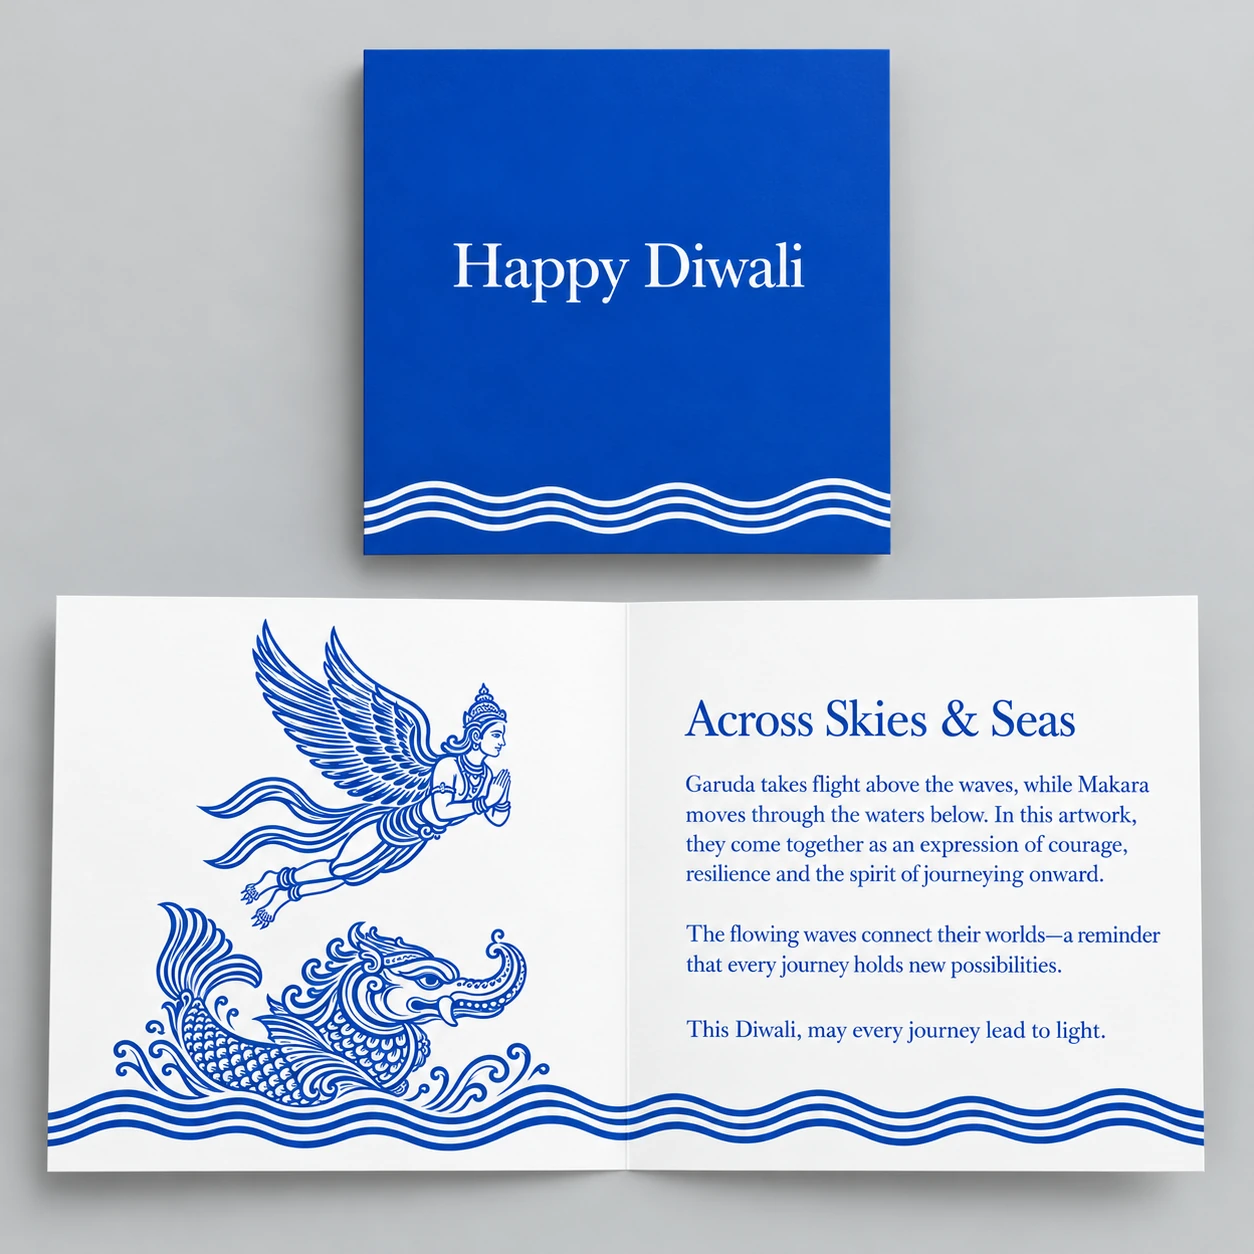 Happy Diwali
Across Skies & Seas
Garuda takes flight above the waves, while Makara
moves through the waters below. In this artwork,
they come together as an expression of courage,
resilience and the spirit of journeying onward.
The flowing waves connect their worlds—a reminder
that every journey holds new possibilities.
This Diwali, may every journey lead to light.